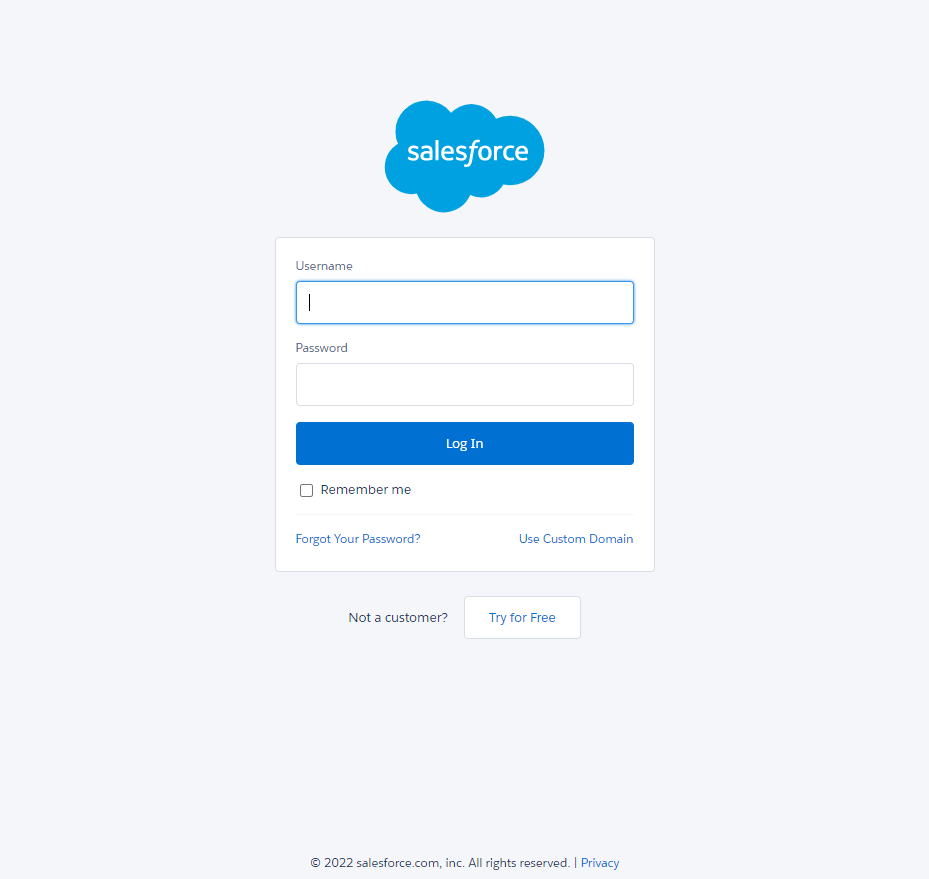 salesforce
Username
Password
Log In
Remember me
Forgot Your Password? Use Custom Domain
Not a customer? Try for Free
© 2022 salesforce.com, inc. All rights reserved. | Privacy